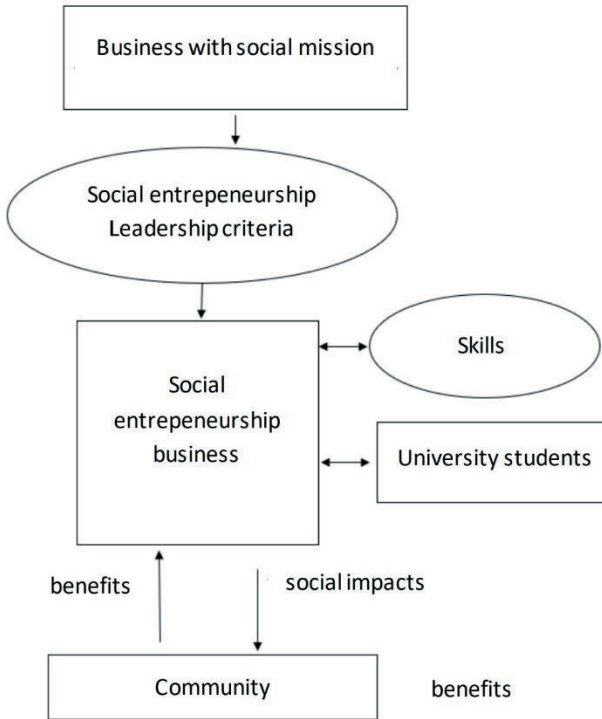 Business with social mission
Social entrepeneurship
Leadership criteria
Skills
Social
entrepeneurship
business
University students
benefits
social impacts
Community
benefits